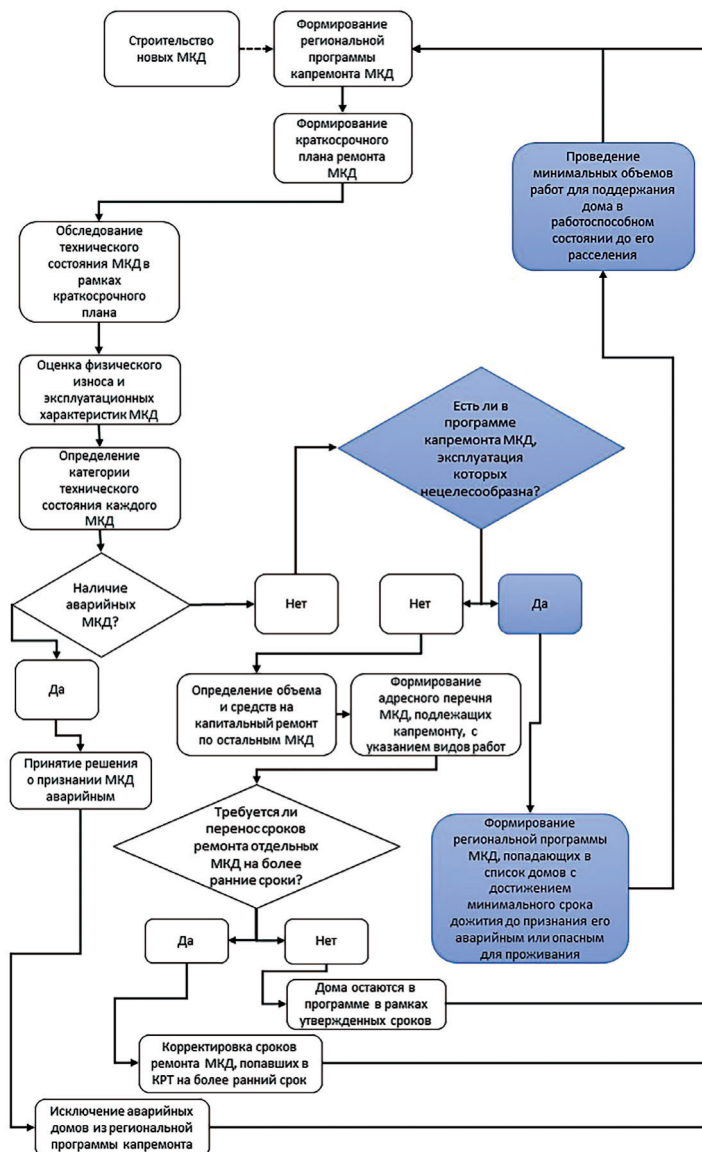 Строительство
новых МКД
Формирование
региональной
программы
капремонта МКД
Формирование
краткосрочного
плана ремонта
МКД
Проведение
минимальных объемов
работ для поддержания
дома в
работоспособном
состоянии до его
расселения
Обследование
технического
состояния МКД в
рамках
краткосрочного
плана
Оценка физического
износа и
эксплуатационных
характеристик МКД
Определение
категории
технического
состояния каждого
МКД
Есть ли в
программе
капремонта МКД,
эксплуатация
которых
нецелесообразна?
Наличие
аварийных
МКД?
Нет
Нет
Да
Да
Определение объема
и средств на
капитальный ремонт
по остальным МКД
Формирование
адресного перечня
МКД, подлежащих
капремонту, с
указанием видов работ
Принятие решения
о признании МКД
аварийным
Требуется ли
перенос сроков
ремонта отдельных
МКД на более
ранние сроки?
Формирование
региональной программы
МКД, попадающих в
список домов с
достижением
минимального срока
дожития до признания его
аварийным или опасным
для проживания
Да
Нет
Дома остаются в
программе в рамках
утвержденных сроков
Корректировка сроков
ремонта МКД, попавших в
КРТ на более ранний срок
Исключение аварийных
домов из региональной
программы капремонта